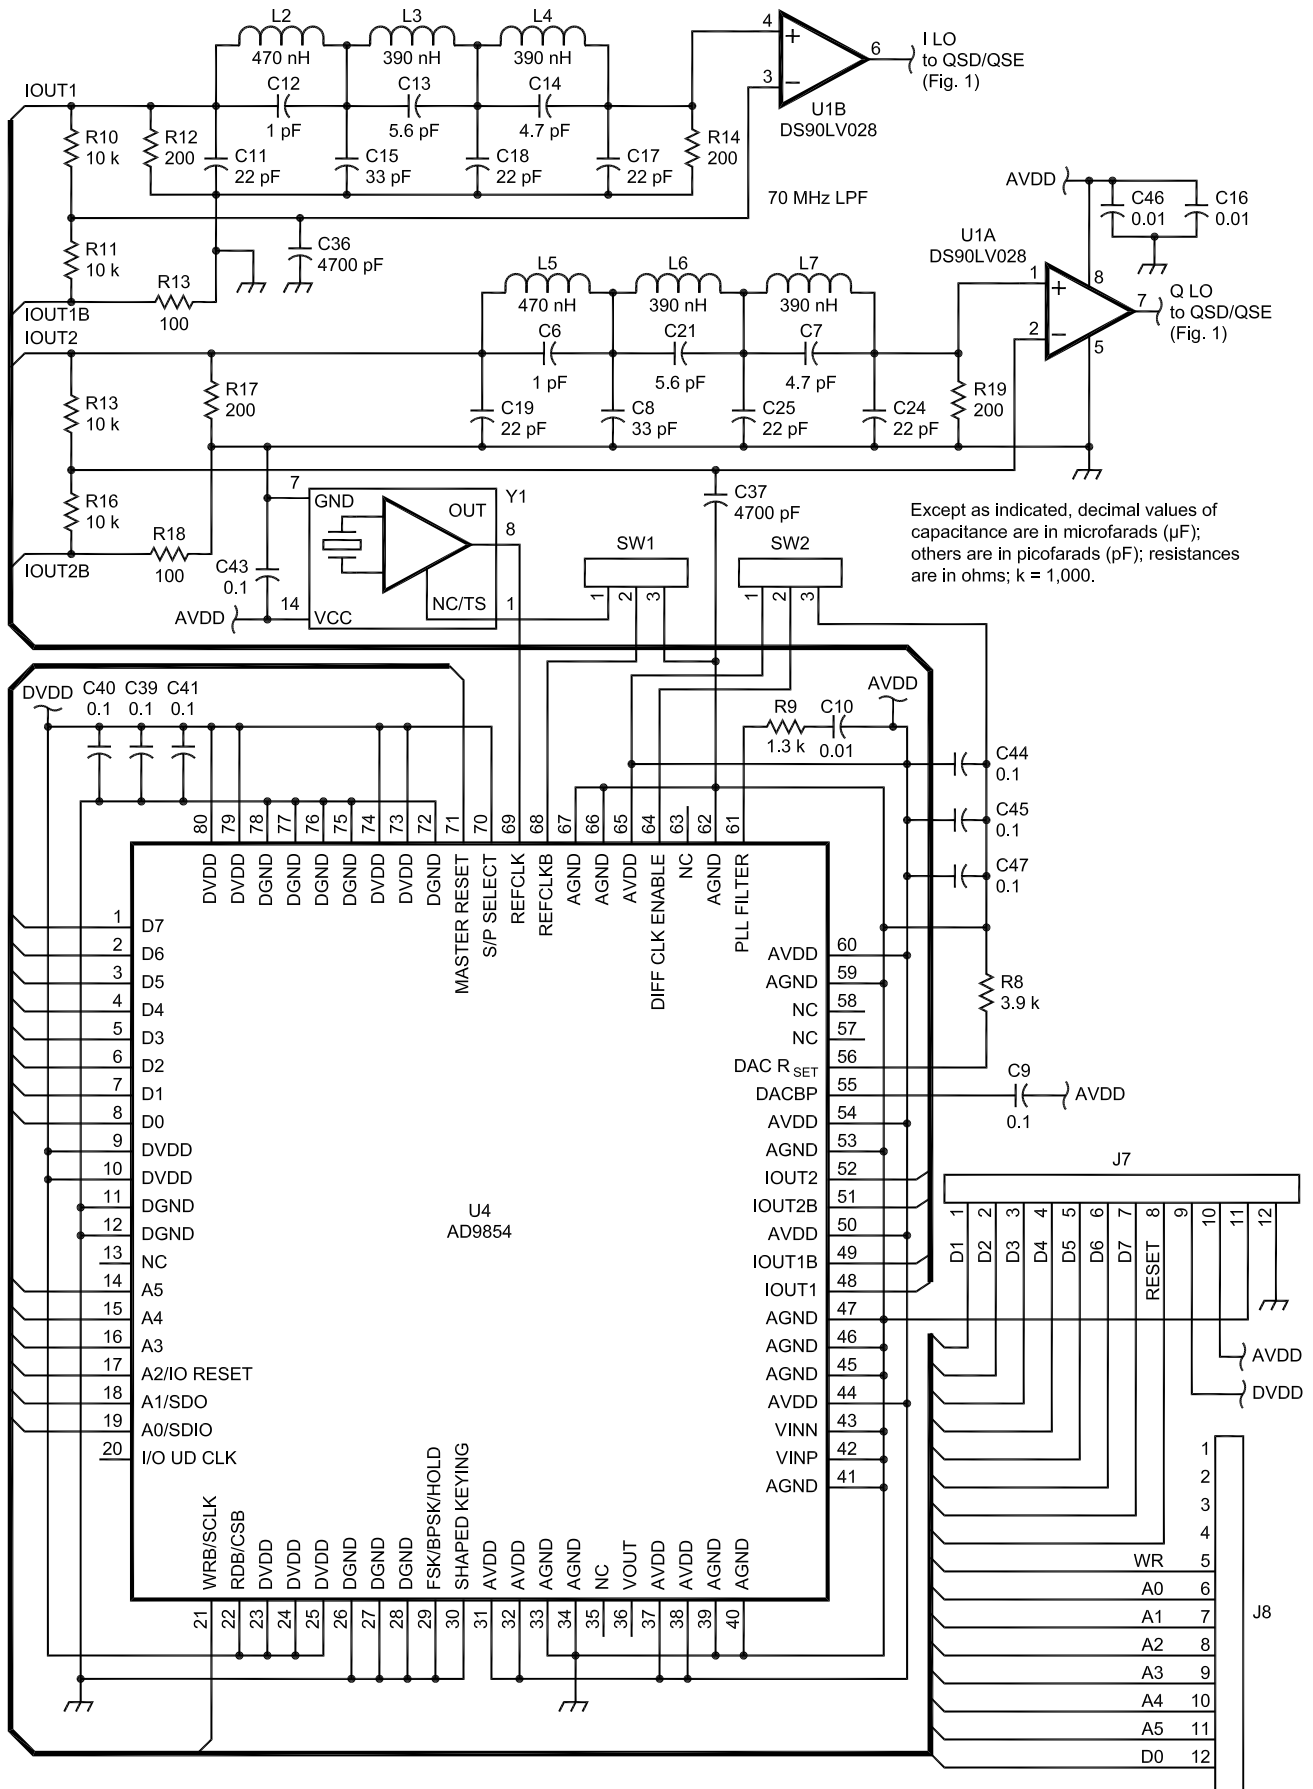 L2
470 nH
L3
390 nH
L4
390 nH
C12
1 pF
C13
5.6 pF
C14
4.7 pF
IOUT1
R10
10 k
R12
200
C11
22 pF
C15
33 pF
C18
22 pF
C17
22 pF
R14
200
4
+
3
−
6
U1B
DS90LV028
I LO
to QSD/QSE
(Fig. 1)
70 MHz LPF
R11
10 k
R13
100
C36
4700 pF
IOUT1B
IOUT2
AVDD
C46
0.01
C16
0.01
U1A
DS90LV028
1
+
2
−
8
7
5
Q LO
to QSD/QSE
(Fig. 1)
L5
470 nH
L6
390 nH
L7
390 nH
C6
1 pF
C21
5.6 pF
C7
4.7 pF
R13
10 k
R17
200
C19
22 pF
C8
33 pF
C25
22 pF
C24
22 pF
R19
200
R16
10 k
R18
100
IOUT2B
C43
0.1
AVDD
7
GND
OUT
Y1
8
14
VCC
NC/TS
1
C37
4700 pF
SW1
1
2
3
SW2
1
2
3
Except as indicated, decimal values of
capacitance are in microfarads (µF);
others are in picofarads (pF); resistances
are in ohms; k = 1,000.
DVDD
C40
0.1
C39
0.1
C41
0.1
R9
1.3 k
C10
0.01
AVDD
C44
0.1
C45
0.1
C47
0.1
R8
3.9 k
C9
0.1
AVDD
80 DVDD
79 DVDD
78 DGND
77 DGND
76 DGND
75 DGND
74 DVDD
73 DVDD
72 DGND
71 MASTER RESET
70 S/P SELECT
69 REFCLK
68 REFCLKB
67 AGND
66 AGND
65 AVDD
64 DIFF CLK ENABLE
63 NC
62 AGND
61 PLL FILTER
1 D7
2 D6
3 D5
4 D4
5 D3
6 D2
7 D1
8 D0
9 DVDD
10 DVDD
11 DGND
12 DGND
13 NC
14 A5
15 A4
16 A3
17 A2/IO RESET
18 A1/SDO
19 A0/SDIO
20 I/O UD CLK
U4
AD9854
AVDD 60
AGND 59
NC 58
NC 57
DAC RSET 56
DACBP 55
AVDD 54
AGND 53
IOUT2 52
IOUT2B 51
AVDD 50
IOUT1B 49
IOUT1 48
AGND 47
AGND 46
AGND 45
AVDD 44
VINN 43
VINP 42
AGND 41
21 WRB/SCLK
22 RDB/CSB
23 DVDD
24 DVDD
25 DVDD
26 DGND
27 DGND
28 DGND
29 FSK/BPSK/HOLD
30 SHAPED KEYING
31 AVDD
32 AVDD
33 AGND
34 AGND
35 NC
36 VOUT
37 AVDD
38 AVDD
39 AGND
40 AGND
J7
1 D1
2 D2
3 D3
4 D4
5 D5
6 D6
7 D7
8 RESET
9
10
11
12
AVDD
DVDD
1
2
3
4
WR 5
A0 6
A1 7
A2 8
A3 9
A4 10
A5 11
D0 12
J8